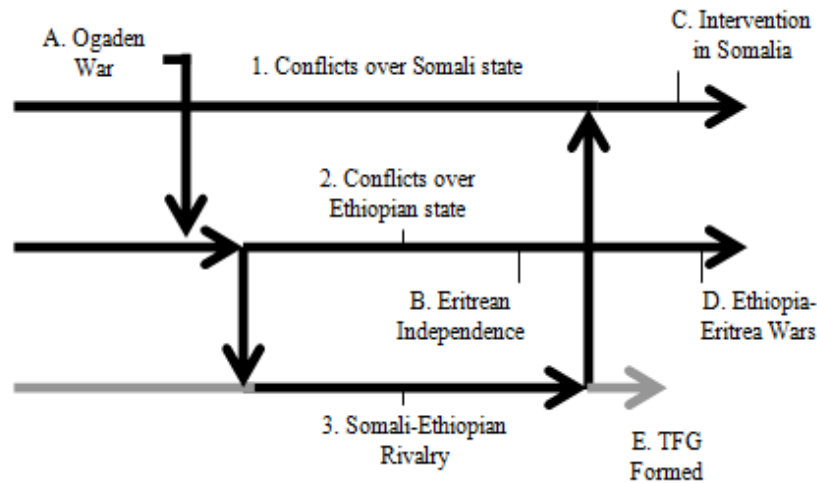 A. Ogaden
War
1. Conflicts over Somali state
C. Intervention
in Somalia
2. Conflicts over
Ethiopian state
B. Eritrean
Independence
D. Ethiopia-
Eritrea Wars
3. Somali-Ethiopian
Rivalry
E. TFG
Formed